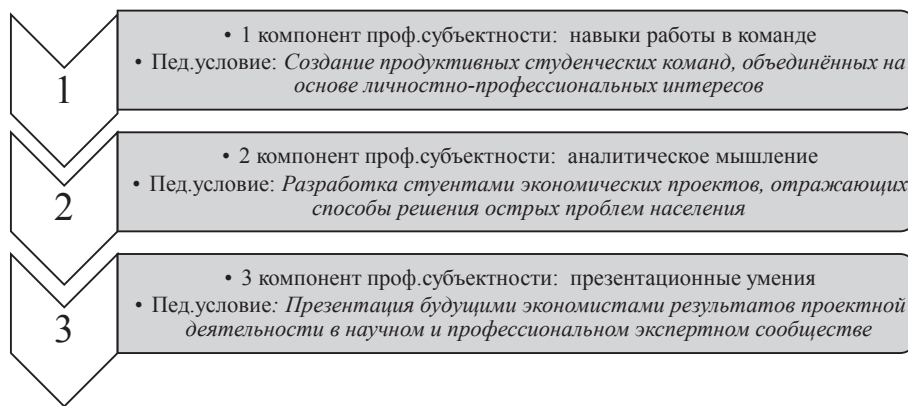 1
• 1 компонент проф.субъектности: навыки работы в команде
• Пед.условие: Создание продуктивных студенческих команд, объединённых на
основе личностно-профессиональных интересов
2
• 2 компонент проф.субъектности: аналитическое мышление
• Пед.условие: Разработка стуентами экономических проектов, отражающих
способы решения острых проблем населения
3
• 3 компонент проф.субъектности: презентационные умения
• Пед.условие: Презентация будущими экономистами результатов проектной
деятельности в научном и профессиональном экспертном сообществе